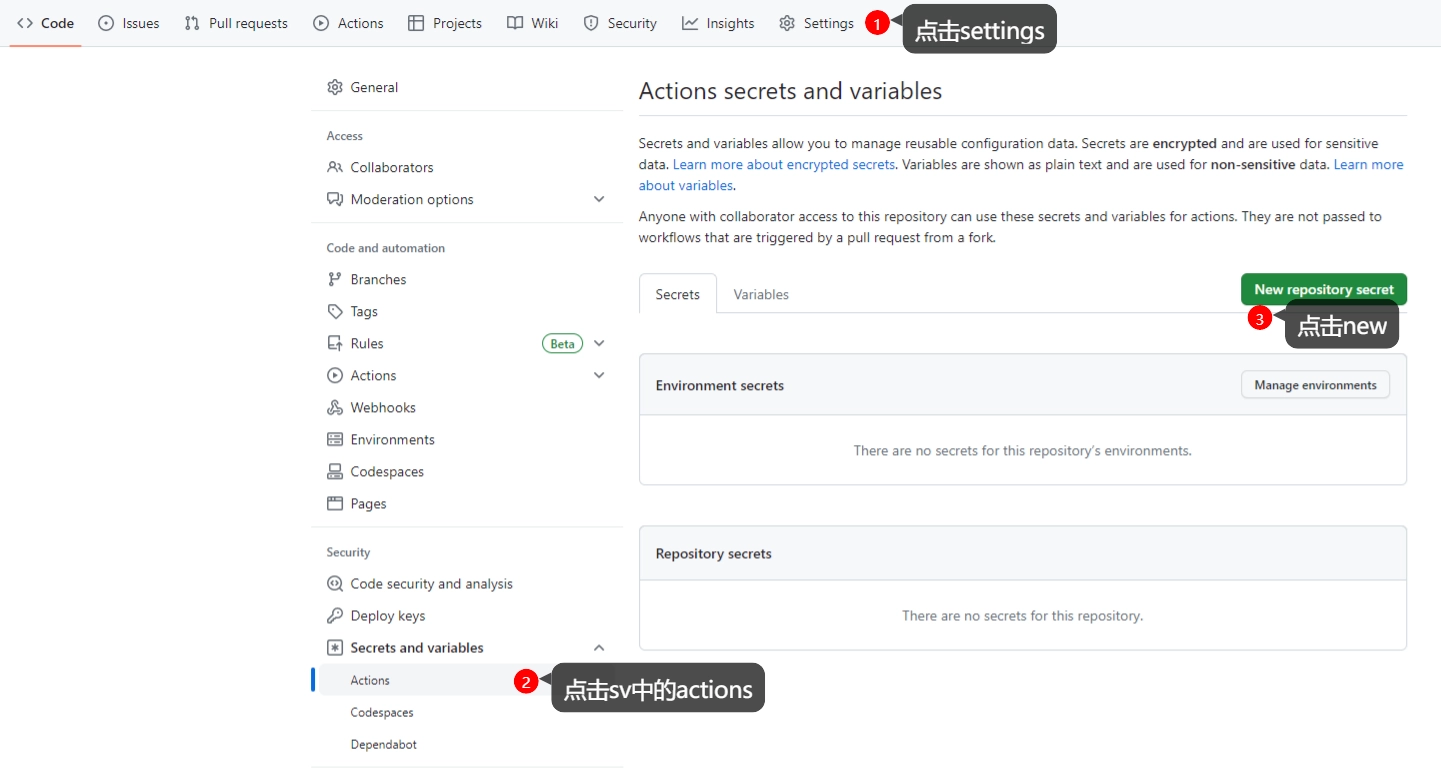 Code Issues Pull requests Actions Projects Wiki Security Insights Settings 1 点击settings
General
Access
Collaborators
Moderation options
Code and automation
Branches
Tags
Rules Beta
Actions
Webhooks
Environments
Codespaces
Pages
Security
Code security and analysis
Deploy keys
Secrets and variables
Actions 2 点击sv中的actions
Codespaces
Dependabot
Actions secrets and variables
Secrets and variables allow you to manage reusable configuration data. Secrets are encrypted and are used for sensitive
data. Learn more about encrypted secrets. Variables are shown as plain text and are used for non-sensitive data. Learn more
about variables.
Anyone with collaborator access to this repository can use these secrets and variables for actions. They are not passed to
workflows that are triggered by a pull request from a fork.
Secrets Variables New repository secret
3 点击new
Environment secrets Manage environments
There are no secrets for this repository's environments.
Repository secrets
There are no secrets for this repository.